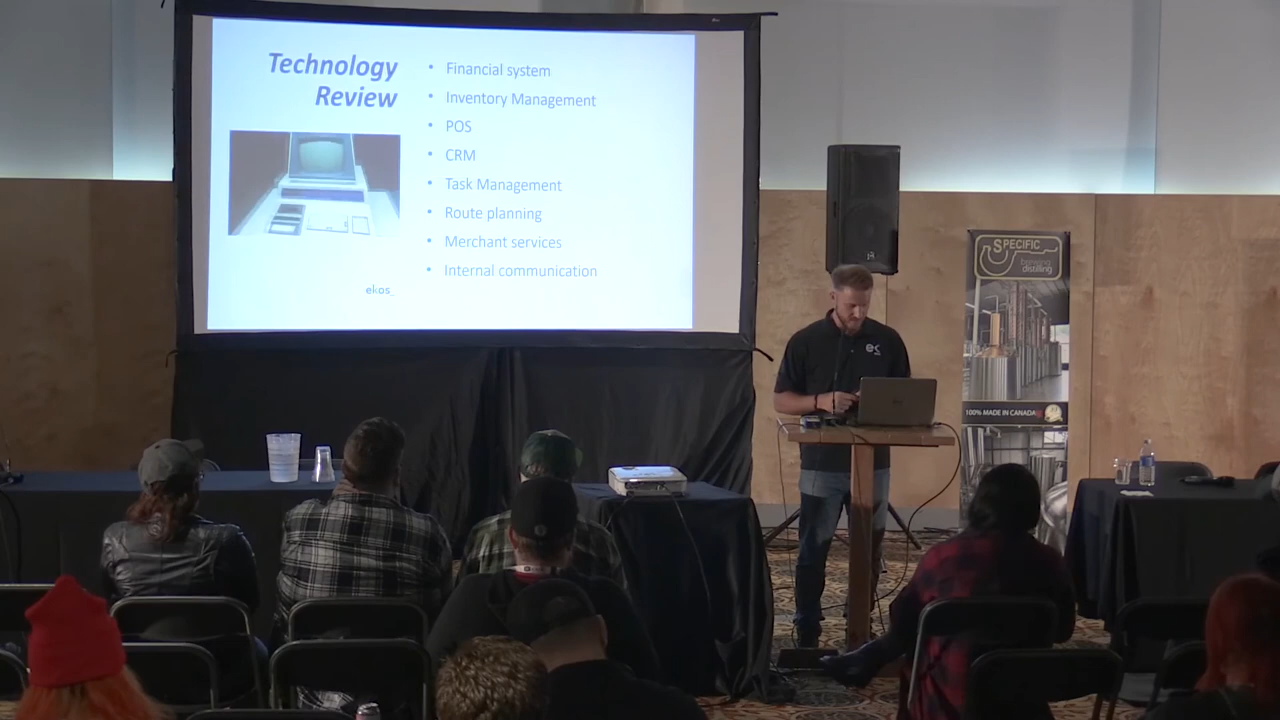 Technology
Review
• Financial system
• Inventory Management
• POS
• CRM
• Task Management
• Route planning
• Merchant services
• Internal communication
ekos_
SPECIFIC
brewing
distilling
100% MADE IN CANADA